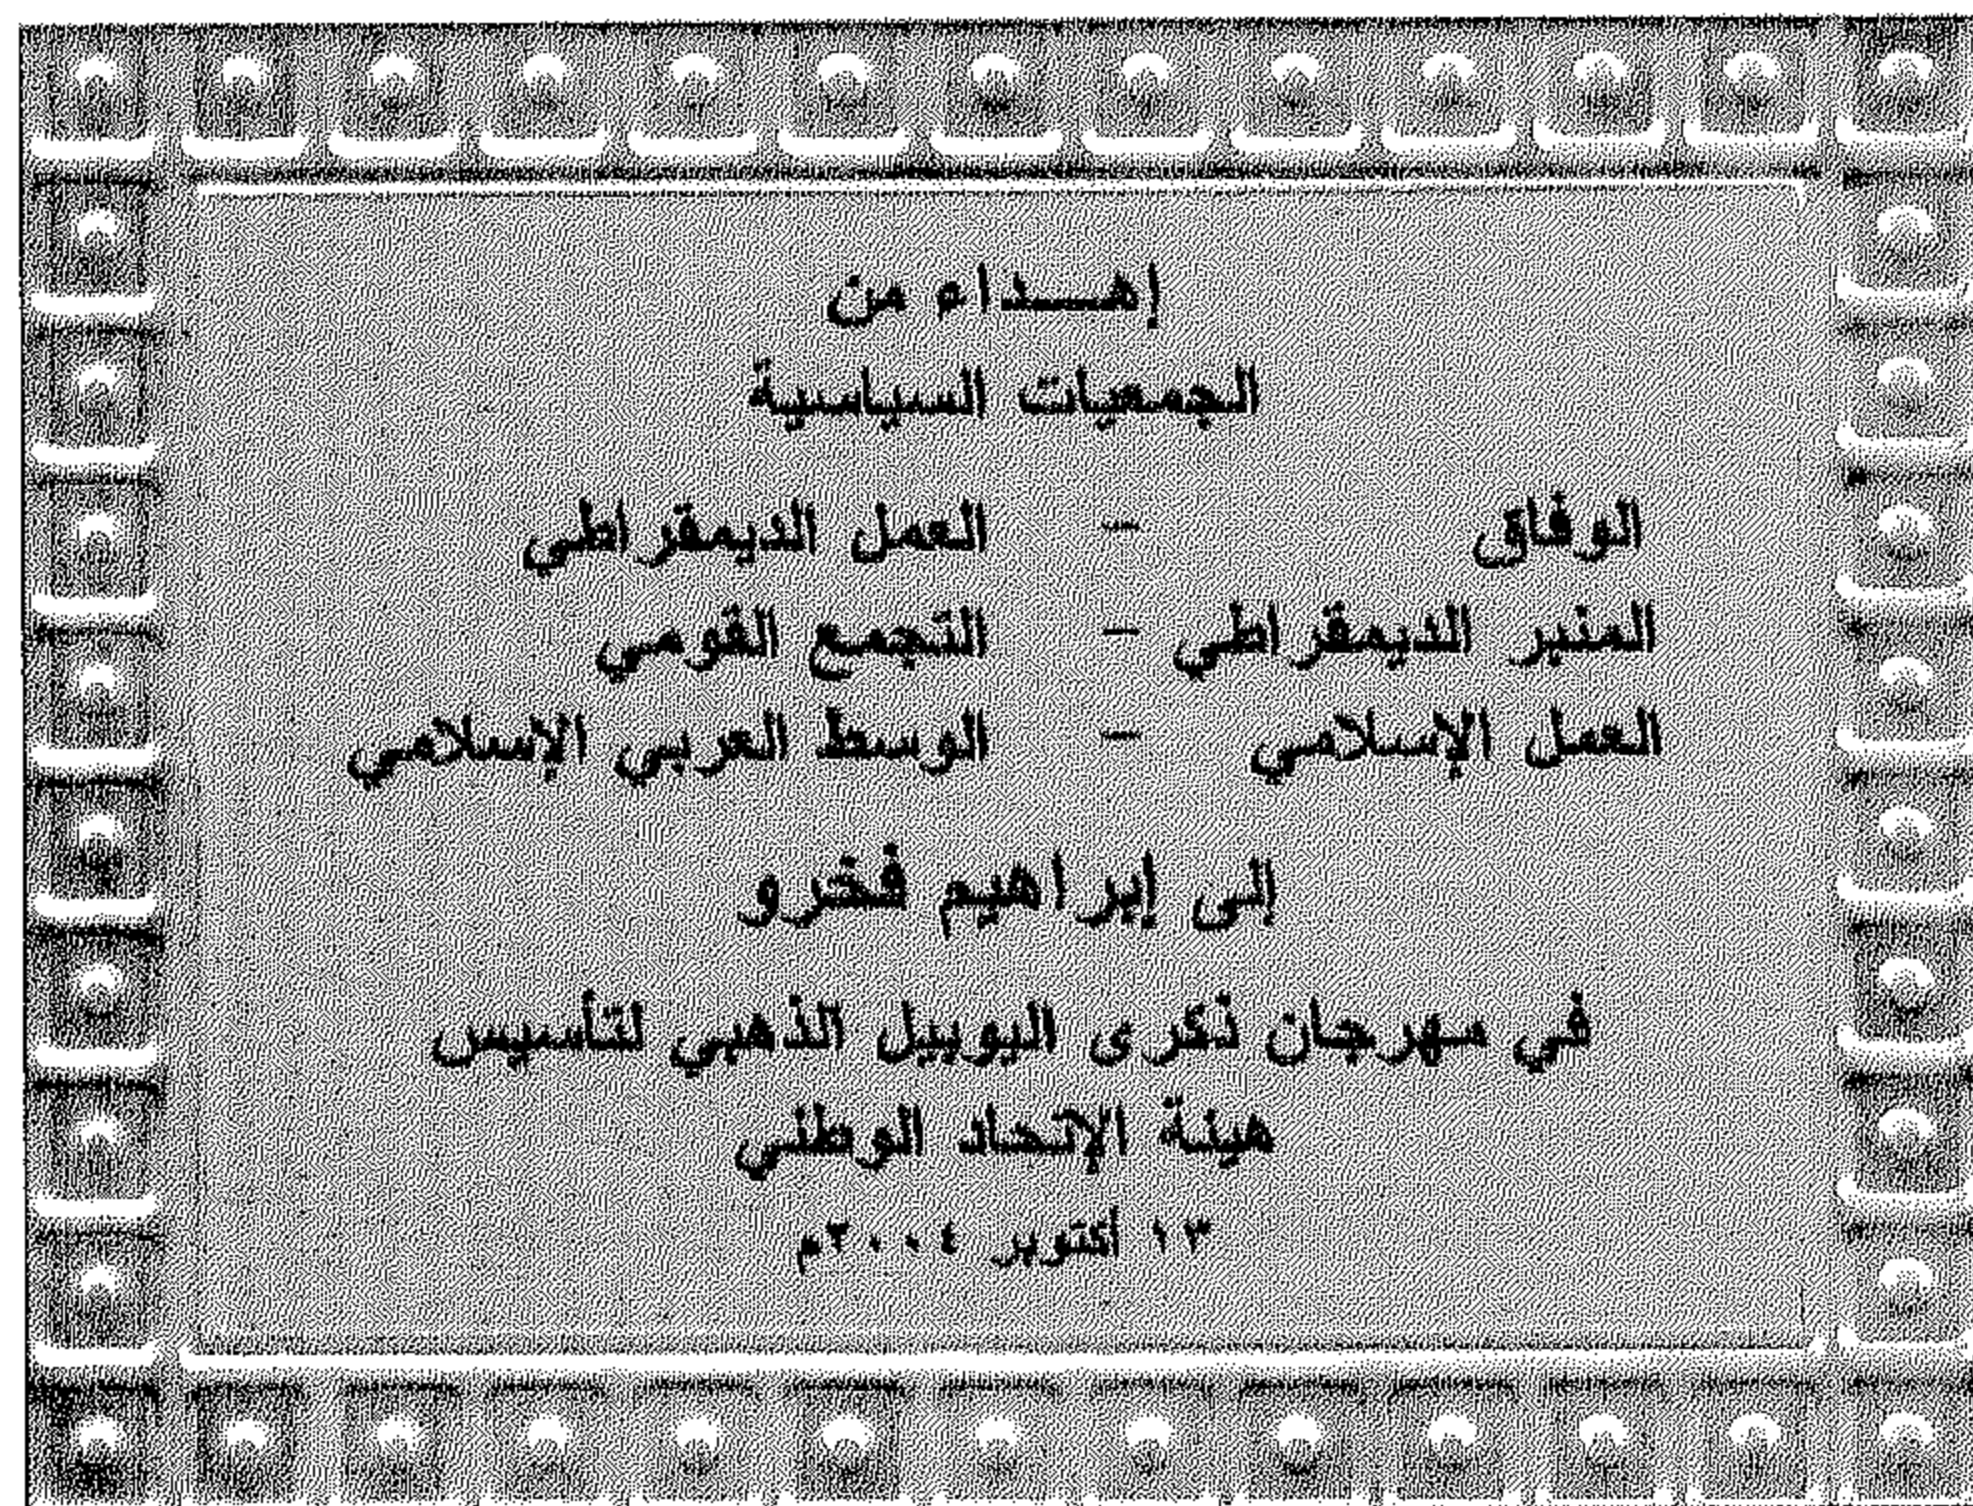 إهـــداء من
الجمعيات السياسية
الوفاق - العمل الديمقراطي
المنبر الديمقراطي - التجمع القومي
العمل الإسلامي - الوسط العربي الإسلامي
إلى إبراهيم فخرو
في مهرجان ذكرى اليوبيل الذهبي لتأسيس
هيئة الإتحاد الوطني
١٣ أكتوبر ٢٠٠٤م